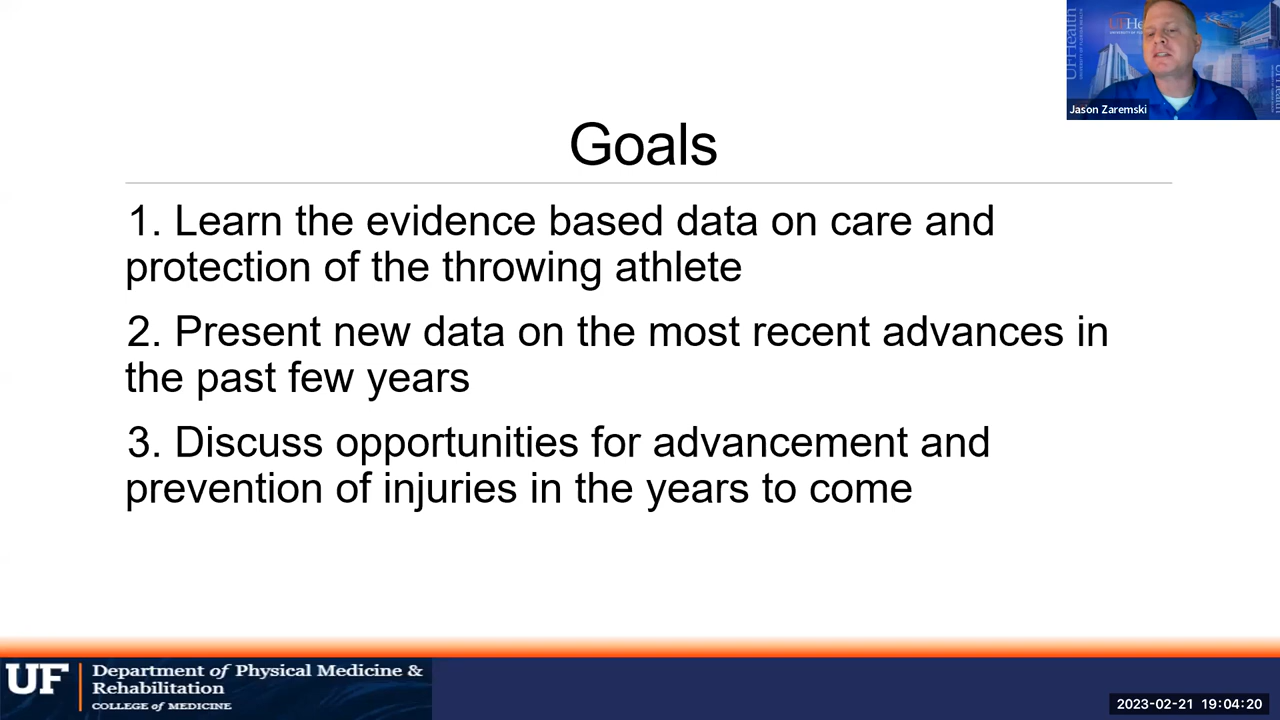 Jason Zaremski
Goals
1. Learn the evidence based data on care and
protection of the throwing athlete
2. Present new data on the most recent advances in
the past few years
3. Discuss opportunities for advancement and
prevention of injuries in the years to come
UF
Department of Physical Medicine &
Rehabilitation
COLLEGE of MEDICINE
2023-02-21 19:04:20